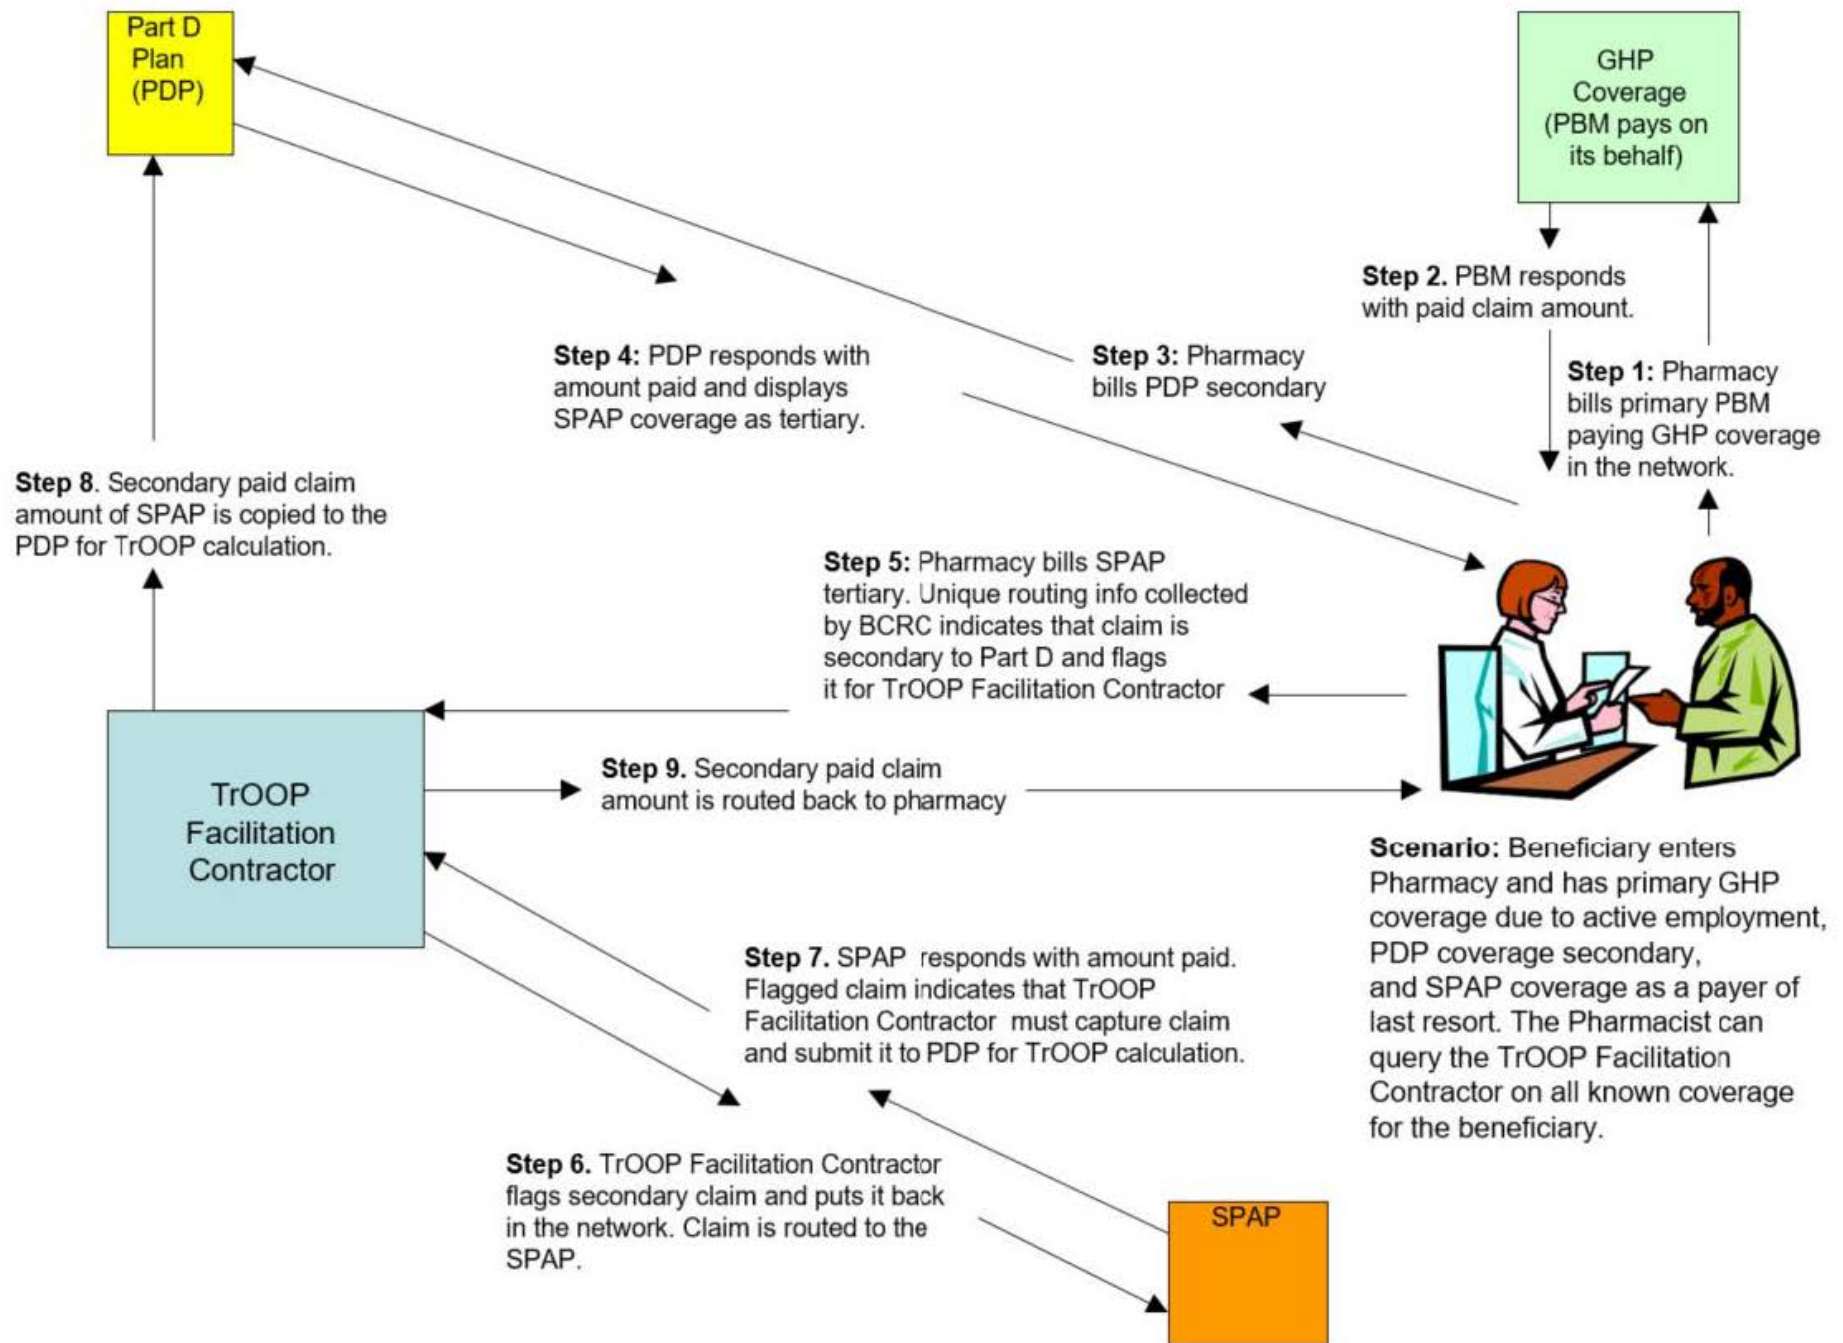 Part D
Plan
(PDP)
GHP
Coverage
(PBM pays on
its behalf)
Step 2. PBM responds
with paid claim amount.
Step 4: PDP responds with
amount paid and displays
SPAP coverage as tertiary.
Step 3: Pharmacy
bills PDP secondary
Step 1: Pharmacy
bills primary PBM
paying GHP coverage
in the network.
Step 8. Secondary paid claim
amount of SPAP is copied to the
PDP for TrOOP calculation.
Step 5: Pharmacy bills SPAP
tertiary. Unique routing info collected
by BCRC indicates that claim is
secondary to Part D and flags
it for TrOOP Facilitation Contractor
TrOOP
Facilitation
Contractor
Step 9. Secondary paid claim
amount is routed back to pharmacy
Scenario: Beneficiary enters
Pharmacy and has primary GHP
coverage due to active employment,
PDP coverage secondary,
and SPAP coverage as a payer of
last resort. The Pharmacist can
query the TrOOP Facilitation
Contractor on all known coverage
for the beneficiary.
Step 7. SPAP responds with amount paid.
Flagged claim indicates that TrOOP
Facilitation Contractor must capture claim
and submit it to PDP for TrOOP calculation.
Step 6. TrOOP Facilitation Contractor
flags secondary claim and puts it back
in the network. Claim is routed to the
SPAP.
SPAP